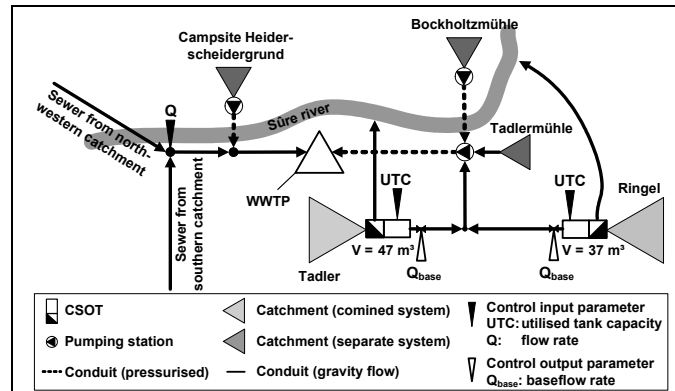 Campsite Heider-
scheidergrund
Bockholtzmühle
Sewer from north-
western catchment
Q
Sûre river
Tadlermühle
WWTP
UTC
UTC
Ringel
Sewer from
southern catchment
V = 47 m³
V = 37 m³
Tadler
Qbase
Qbase
CSOT
Pumping station
Conduit (pressurised)
Catchment (comined system)
Catchment (separate system)
Conduit (gravity flow)
Control input parameter
UTC: utilised tank capacity
Q: flow rate
Control output parameter
Qbase: baseflow rate